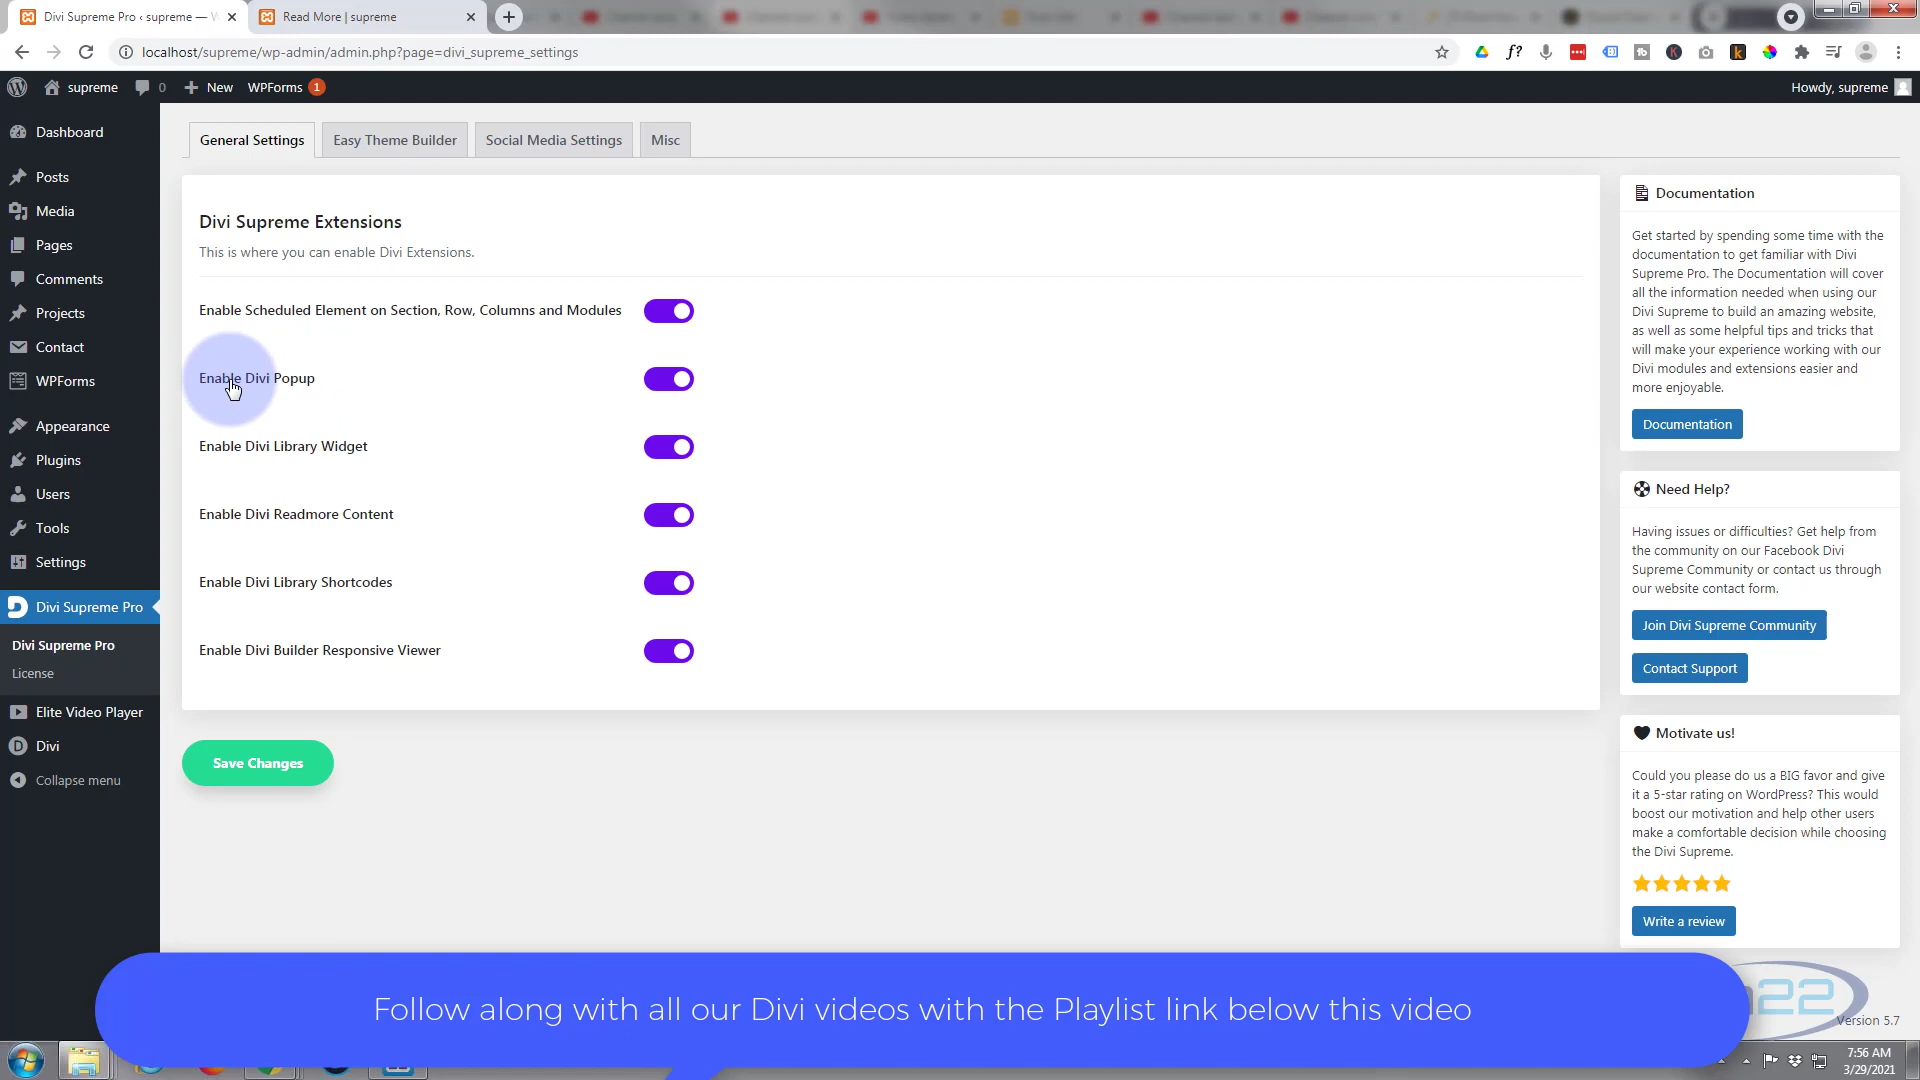 Divi Supreme Pro ‹ supreme — W
Read More | supreme
localhost/supreme/wp-admin/admin.php?page=divi_supreme_settings
supreme
0
New
WPForms 1
Howdy, supreme
Dashboard
Posts
Media
Pages
Comments
Projects
Contact
WPForms
Appearance
Plugins
Users
Tools
Settings
Divi Supreme Pro
Divi Supreme Pro
License
Elite Video Player
Divi
Collapse menu
General Settings
Easy Theme Builder
Social Media Settings
Misc
Divi Supreme Extensions
This is where you can enable Divi Extensions.
Enable Scheduled Element on Section, Row, Columns and Modules
Enable Divi Popup
Enable Divi Library Widget
Enable Divi Readmore Content
Enable Divi Library Shortcodes
Enable Divi Builder Responsive Viewer
Save Changes
Documentation
Get started by spending some time with the
documentation to get familiar with Divi
Supreme Pro. The Documentation will cover
all the information needed when using our
Divi Supreme to build an amazing website,
as well as some helpful tips and tricks that
will make your experience working with our
Divi modules and extensions easier and
more enjoyable.
Documentation
Need Help?
Having issues or difficulties? Get help from
the community on our Facebook Divi
Supreme Community or contact us through
our website contact form.
Join Divi Supreme Community
Contact Support
Motivate us!
Could you please do us a BIG favor and give
it a 5-star rating on WordPress? This would
boost our motivation and help other users
make a comfortable decision while choosing
the Divi Supreme.
Write a review
Follow along with all our Divi videos with the Playlist link below this video
22
Version 5.7
7:56 AM
3/29/2021